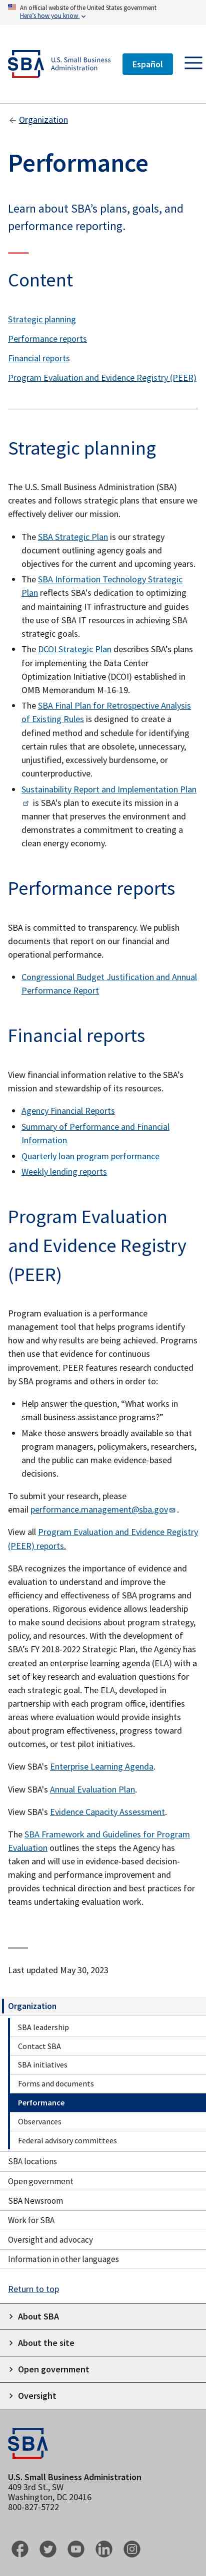 An official website of the United States government
Here's how you know
SBA
U.S. Small Business
Administration
Español
Organization
Performance
Learn about SBA's plans, goals, and
performance reporting.
Content
Strategic planning
Performance reports
Financial reports
Program Evaluation and Evidence Registry (PEER)
Strategic planning
The U.S. Small Business Administration (SBA)
creates and follows strategic plans that ensure we
effectively deliver our mission.
The SBA Strategic Plan is our strategy
document outlining agency goals and
objectives for the current and upcoming years.
The SBA Information Technology Strategic
Plan reflects SBA's dedication to optimizing
and maintaining IT infrastructure and guides
the use of SBA IT resources in achieving SBA
strategic goals.
The DCOI Strategic Plan describes SBA's plans
for implementing the Data Center
Optimization Initiative (DCOI) established in
OMB Memorandum M-16-19.
The SBA Final Plan for Retrospective Analysis
of Existing Rules is designed to create a
defined method and schedule for identifying
certain rules that are obsolete, unnecessary,
unjustified, excessively burdensome, or
counterproductive.
Sustainability Report and Implementation Plan
is SBA's plan to execute its mission in a
manner that preserves the environment and
demonstrates a commitment to creating a
clean energy economy.
Performance reports
SBA is committed to transparency. We publish
documents that report on our financial and
operational performance.
Congressional Budget Justification and Annual
Performance Report
Financial reports
View financial information relative to the SBA's
mission and stewardship of its resources.
Agency Financial Reports
Summary of Performance and Financial
Information
Quarterly loan program performance
Weekly lending reports
Program Evaluation
and Evidence Registry
(PEER)
Program evaluation is a performance
management tool that helps programs identify
how and why results are being achieved. Programs
then use that evidence for continuous
improvement. PEER features research conducted
by SBA programs and others in order to:
Help answer the question, “What works in
small business assistance programs?”
Make those answers broadly available so that
program managers, policymakers, researchers,
and the public can make evidence-based
decisions.
To submit your research, please
email performance.management@sba.gov .
View all Program Evaluation and Evidence Registry
(PEER) reports.
SBA recognizes the importance of evidence and
evaluation to understand and improve the
efficiency and effectiveness of SBA programs and
operations. Rigorous evidence allows leadership
to make sound decisions about program strategy,
policy, and resources. With the development of
SBA's FY 2018-2022 Strategic Plan, the Agency has
created an enterprise learning agenda (ELA) with a
set of key research and evaluation questions for
each strategic goal. The ELA, developed in
partnership with each program office, identifies
areas where evaluation would provide insights
about program effectiveness, progress toward
outcomes, or test pilot initiatives.
View SBA's Enterprise Learning Agenda.
View SBA's Annual Evaluation Plan.
View SBA's Evidence Capacity Assessment.
The SBA Framework and Guidelines for Program
Evaluation outlines the steps the Agency has
taken and will use in evidence-based decision-
making and performance improvement and
provides technical advice and best practices for
teams undertaking evaluation work.
Last updated May 30, 2023
Organization
SBA leadership
Contact SBA
SBA initiatives
Forms and documents
Performance
Observances
Federal advisory committees
SBA locations
Open government
SBA Newsroom
Work for SBA
Oversight and advocacy
Information in other languages
Return to top
About SBA
About the site
Open government
Oversight
SBA
U.S. Small Business Administration
409 3rd St., SW
Washington, DC 20416
800-827-5722